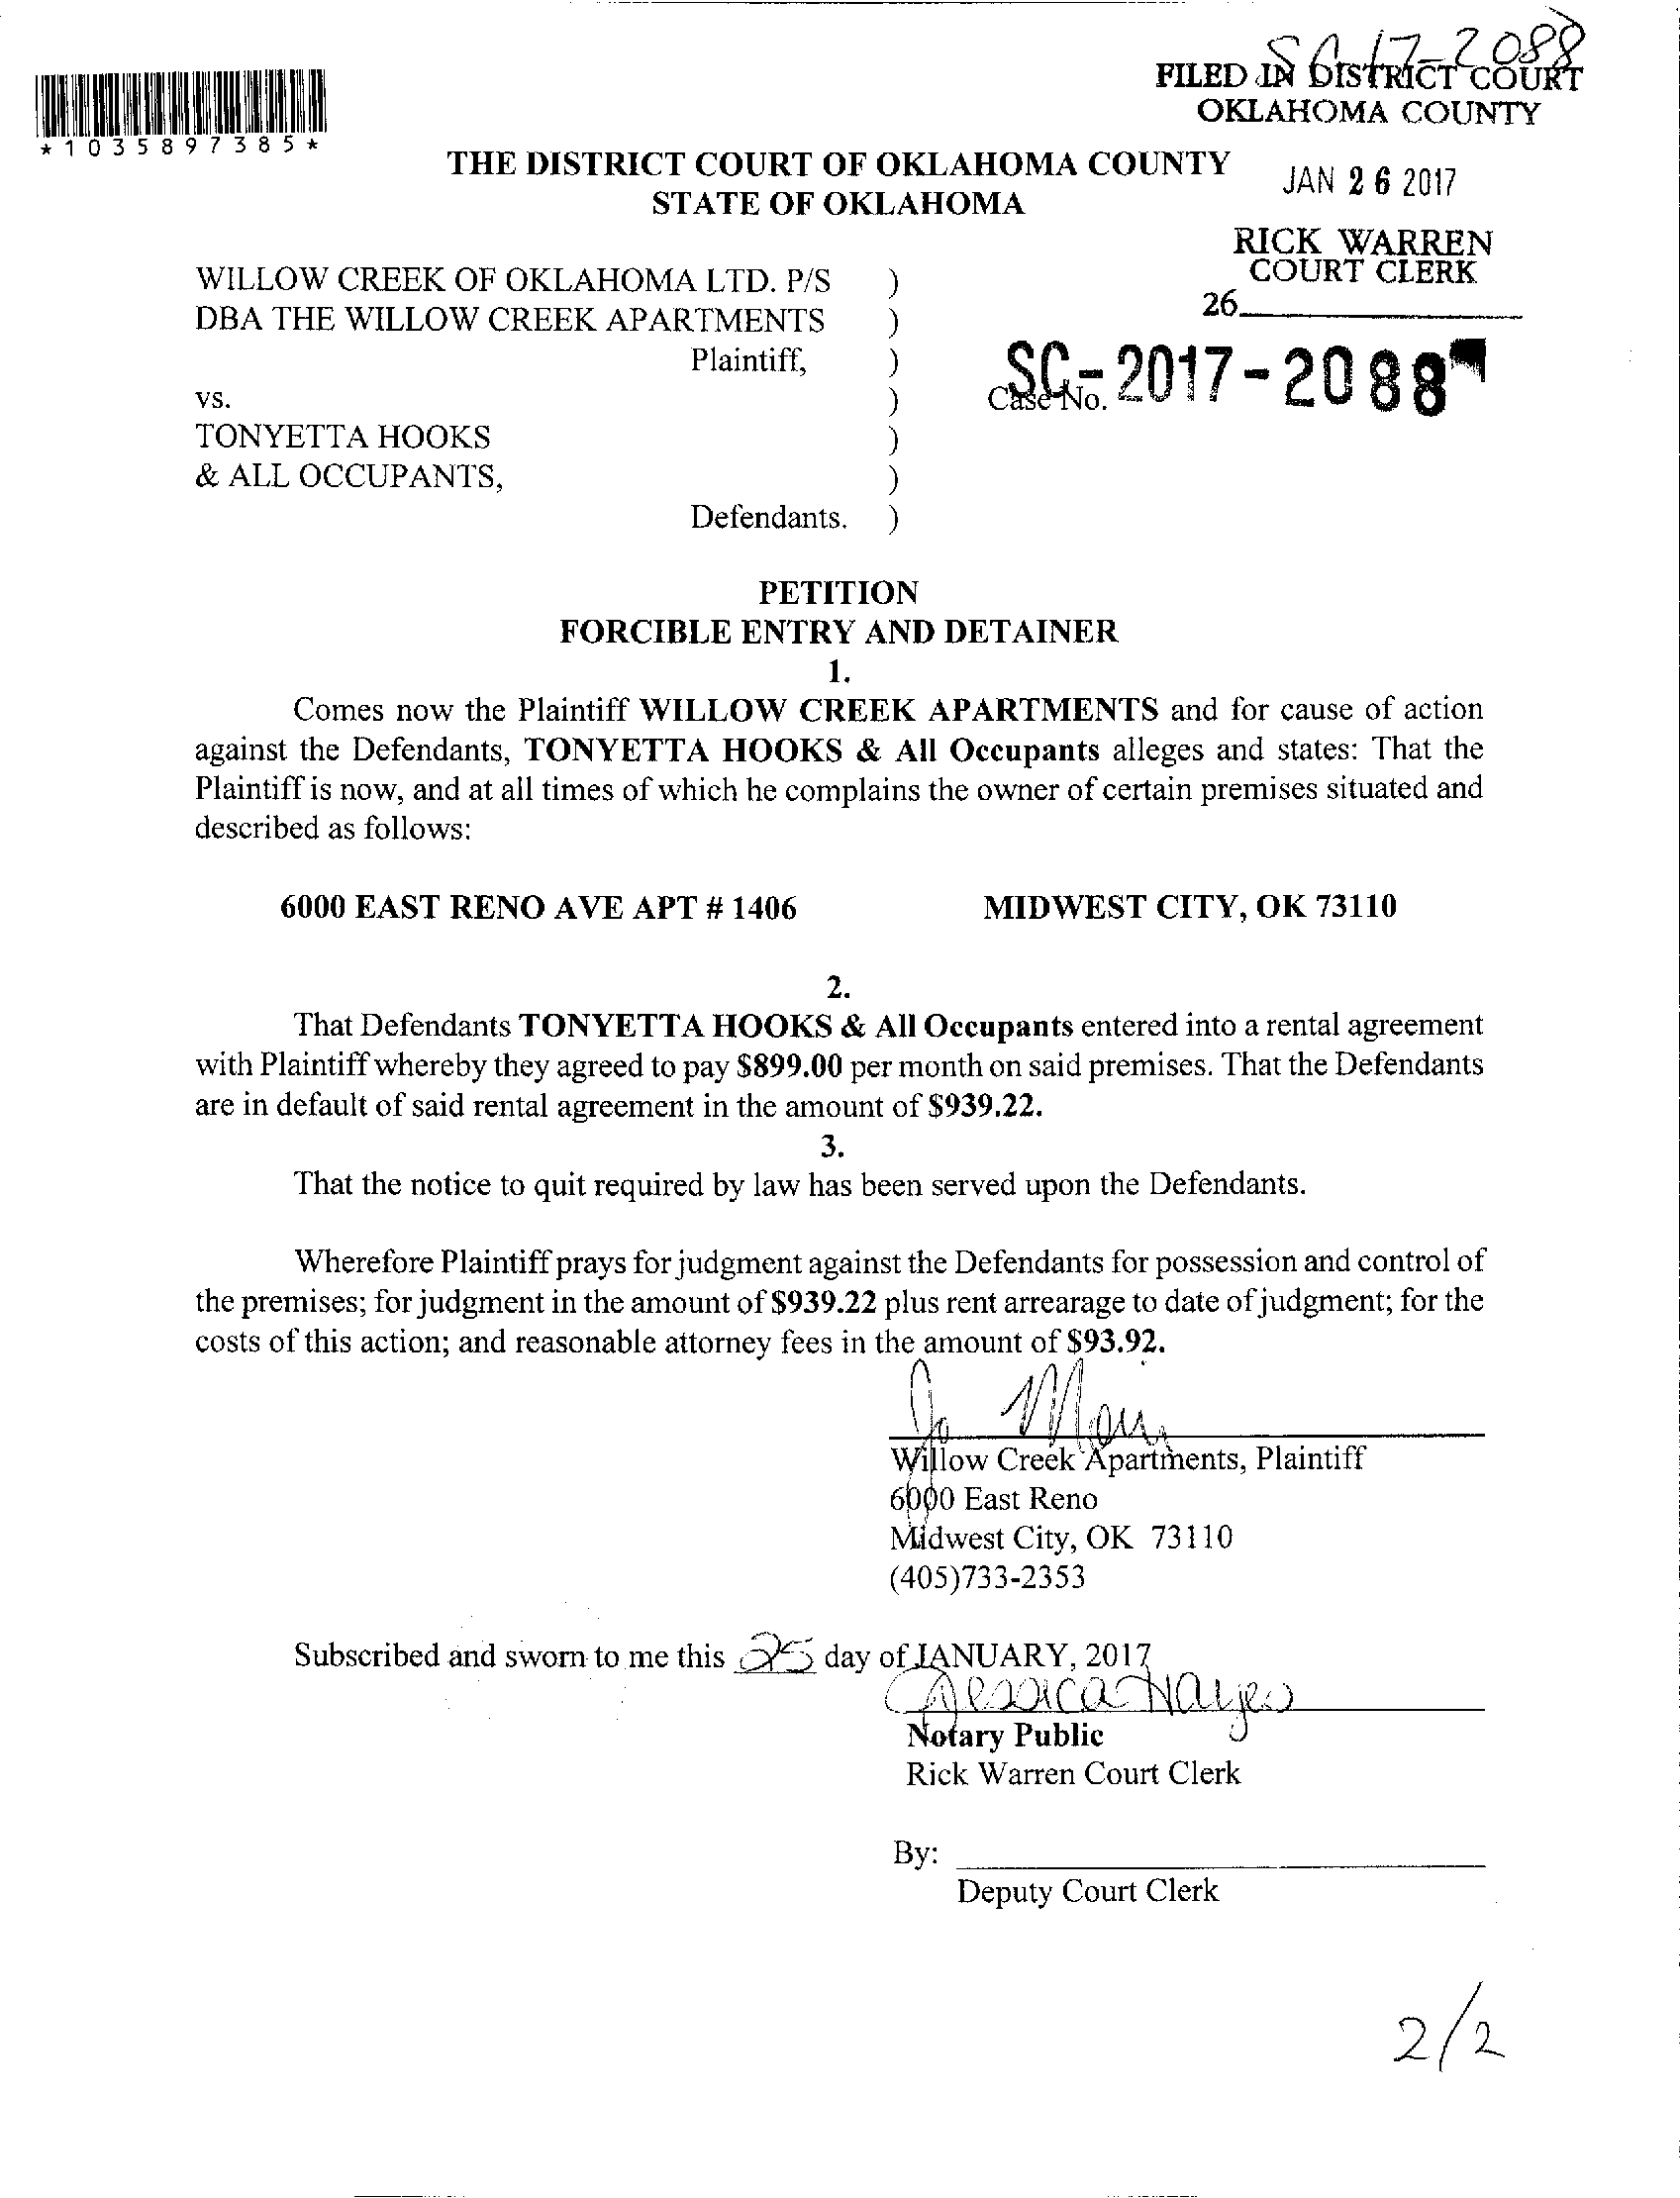 SC-17-2088
FILED IN DISTRICT COURT
OKLAHOMA COUNTY
*1035897385*
THE DISTRICT COURT OF OKLAHOMA COUNTY
STATE OF OKLAHOMA
JAN 26 2017
RICK WARREN
COURT CLERK
26
WILLOW CREEK OF OKLAHOMA LTD. P/S )
DBA THE WILLOW CREEK APARTMENTS )
Plaintiff, )
vs. ) Case No. SC-2017-2088
TONYETTA HOOKS )
& ALL OCCUPANTS, )
Defendants. )
PETITION
FORCIBLE ENTRY AND DETAINER
1.
Comes now the Plaintiff WILLOW CREEK APARTMENTS and for cause of action
against the Defendants, TONYETTA HOOKS & All Occupants alleges and states: That the
Plaintiff is now, and at all times of which he complains the owner of certain premises situated and
described as follows:
6000 EAST RENO AVE APT # 1406 MIDWEST CITY, OK 73110
2.
That Defendants TONYETTA HOOKS & All Occupants entered into a rental agreement
with Plaintiff whereby they agreed to pay $899.00 per month on said premises. That the Defendants
are in default of said rental agreement in the amount of $939.22.
3.
That the notice to quit required by law has been served upon the Defendants.
Wherefore Plaintiff prays for judgment against the Defendants for possession and control of
the premises; for judgment in the amount of $939.22 plus rent arrearage to date of judgment; for the
costs of this action; and reasonable attorney fees in the amount of $93.92.
Willow Creek Apartments, Plaintiff
6000 East Reno
Midwest City, OK 73110
(405)733-2353
Subscribed and sworn to me this 25 day of JANUARY, 2017
Jessica Hayes
Notary Public
Rick Warren Court Clerk
By:
Deputy Court Clerk
2/2